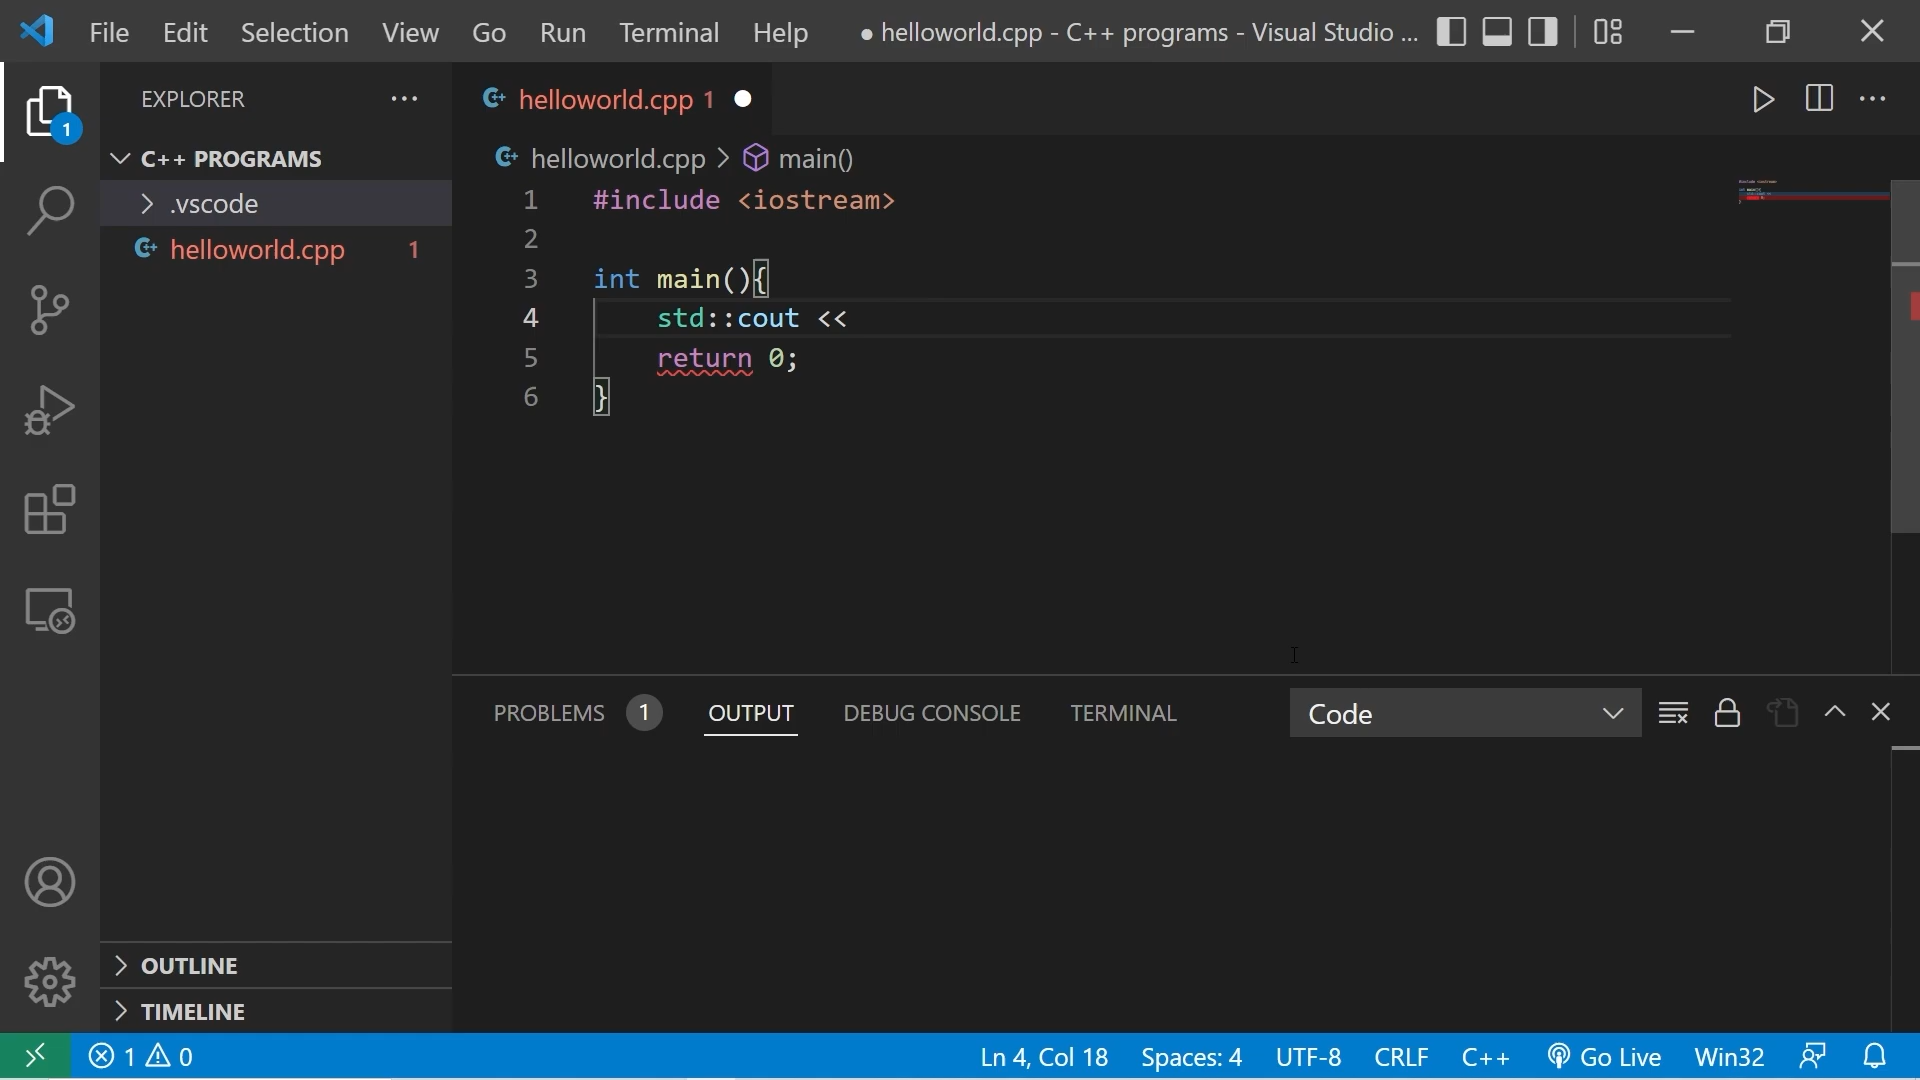 File Edit Selection View Go Run Terminal Help ● helloworld.cpp - C++ programs - Visual Studio ...
EXPLORER ···
1
C++ PROGRAMS
.vscode
helloworld.cpp 1
OUTLINE
TIMELINE
helloworld.cpp 1 ●
helloworld.cpp > main()
1 #include <iostream>
2
3 int main(){
4 std::cout <<
5 return 0;
6 }
PROBLEMS 1 OUTPUT DEBUG CONSOLE TERMINAL Code
1 0 Ln 4, Col 18 Spaces: 4 UTF-8 CRLF C++ Go Live Win32